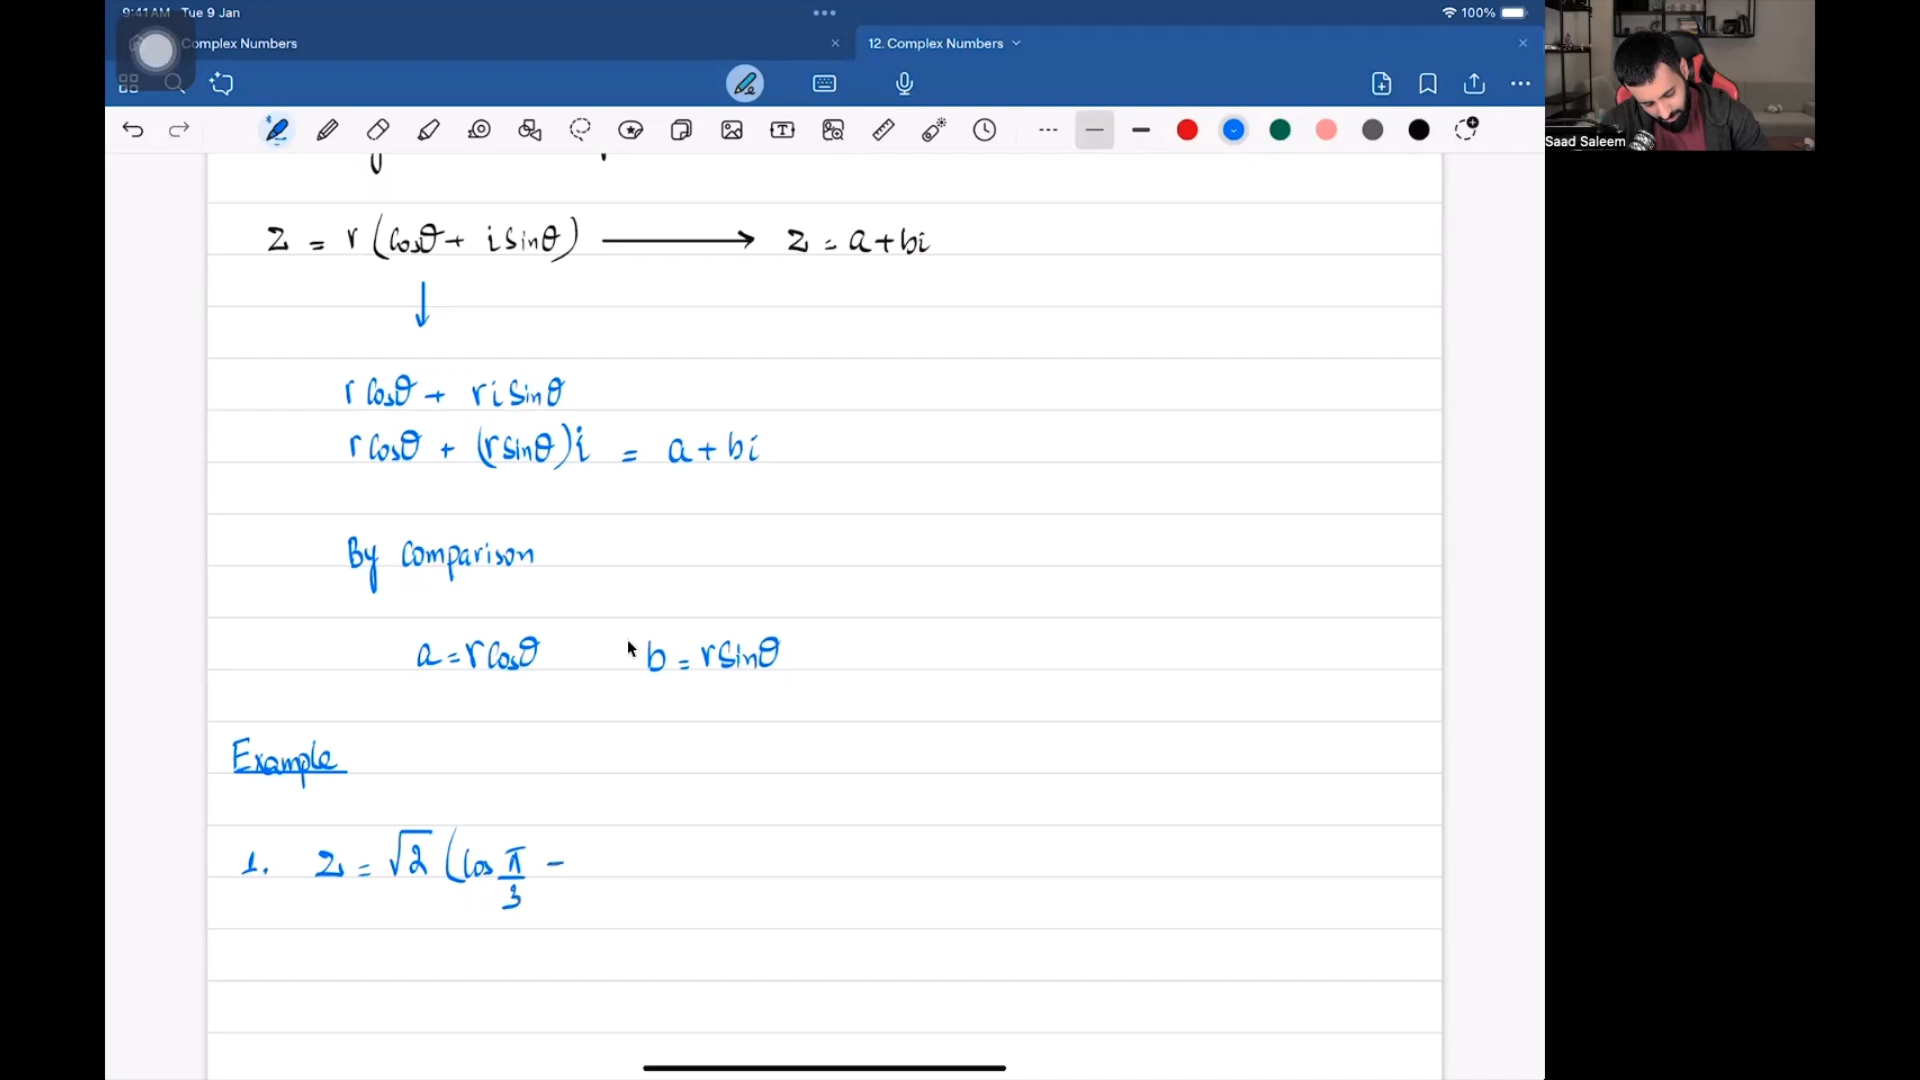 9:41 AM Tue 9 Jan
100%
Complex Numbers
12. Complex Numbers
Saad Saleem
z = r (Cosθ + i Sinθ) ⟶ z = a + bi
↓
r Cosθ + r i Sinθ
r Cosθ + (r Sinθ) i = a + bi
By Comparison
a = r Cosθ b = r Sinθ
Example
1. z = √2 (Cos π/3 -